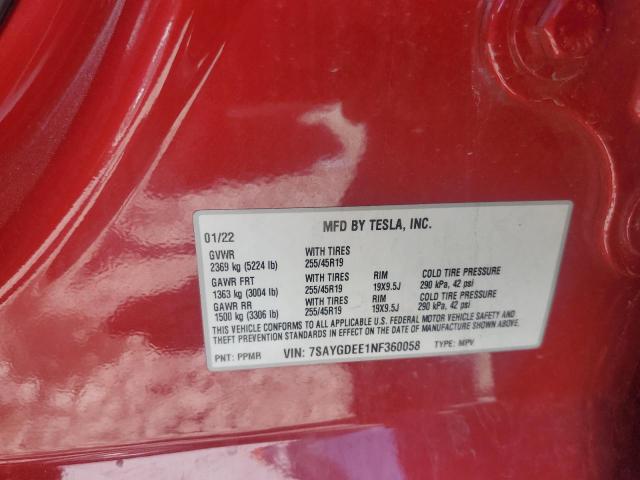 MFD BY TESLA, INC.
01/22
GVWR WITH TIRES
2369 kg (5224 lb) 255/45R19
GAWR FRT WITH TIRES RIM COLD TIRE PRESSURE
1363 kg (3004 lb) 255/45R19 19X9.5J 290 kPa, 42 psi
GAWR RR WITH TIRES RIM COLD TIRE PRESSURE
1500 kg (3306 lb) 255/45R19 19X9.5J 290 kPa, 42 psi
THIS VEHICLE CONFORMS TO ALL APPLICABLE U.S. FEDERAL MOTOR VEHICLE SAFETY AND
THEFT PREVENTION STANDARDS IN EFFECT ON THE DATE OF MANUFACTURE SHOWN ABOVE.
PNT: PPMR VIN: 7SAYGDEE1NF360058 TYPE: MPV